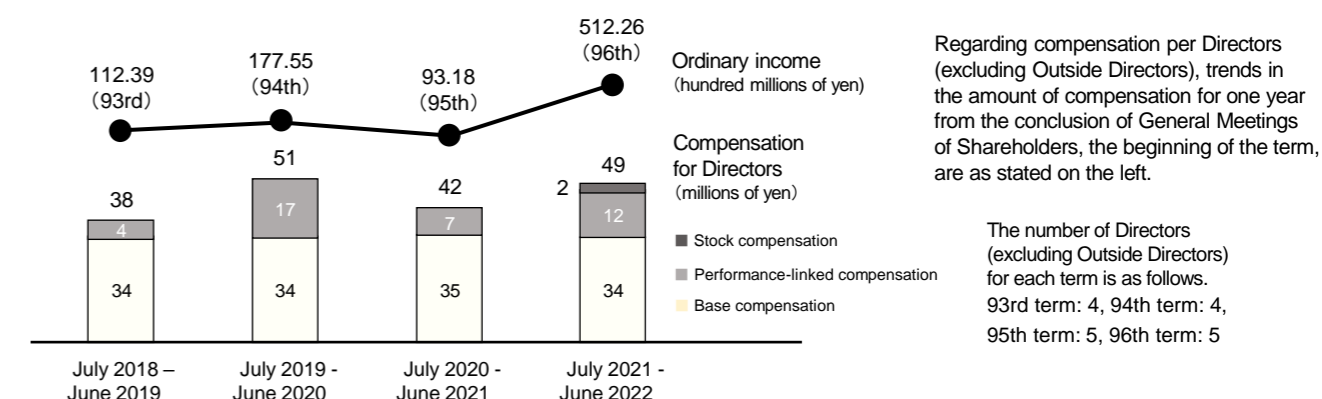 112.39
（93rd）
177.55
（94th）
93.18
（95th）
512.26
（96th）
Ordinary income
（hundred millions of yen）
Compensation
for Directors
（millions of yen）
Stock compensation
Performance-linked compensation
Base compensation
38
4
34
51
17
34
42
7
35
49
2
12
34
July 2018 –
June 2019
July 2019 -
June 2020
July 2020 -
June 2021
July 2021 -
June 2022
Regarding compensation per Directors
(excluding Outside Directors), trends in
the amount of compensation for one year
from the conclusion of General Meetings
of Shareholders, the beginning of the term,
are as stated on the left.
The number of Directors
(excluding Outside Directors)
for each term is as follows.
93rd term: 4, 94th term: 4,
95th term: 5, 96th term: 5